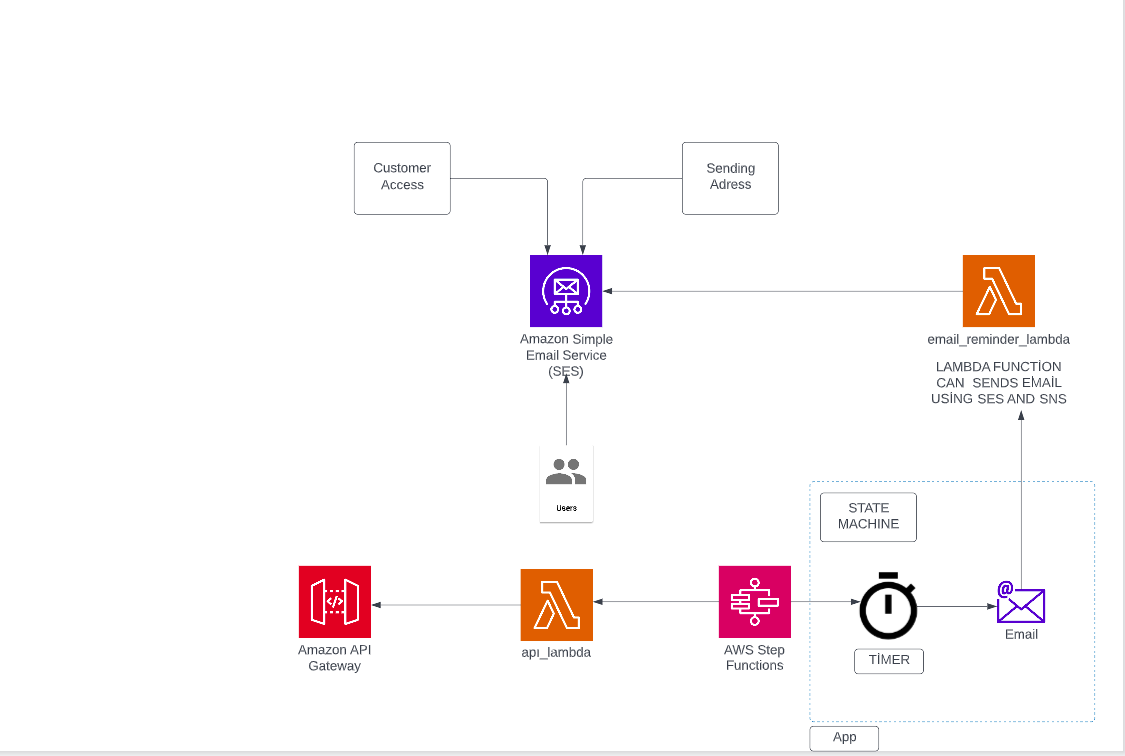 Customer
Access
Sending
Adress
Amazon Simple
Email Service
(SES)
email_reminder_lambda
LAMBDA FUNCTİON
CAN  SENDS EMAİL
USİNG SES AND SNS
Users
STATE
MACHINE
@
Email
TİMER
</>
Amazon API
Gateway
apı_lambda
AWS Step
Functions
App